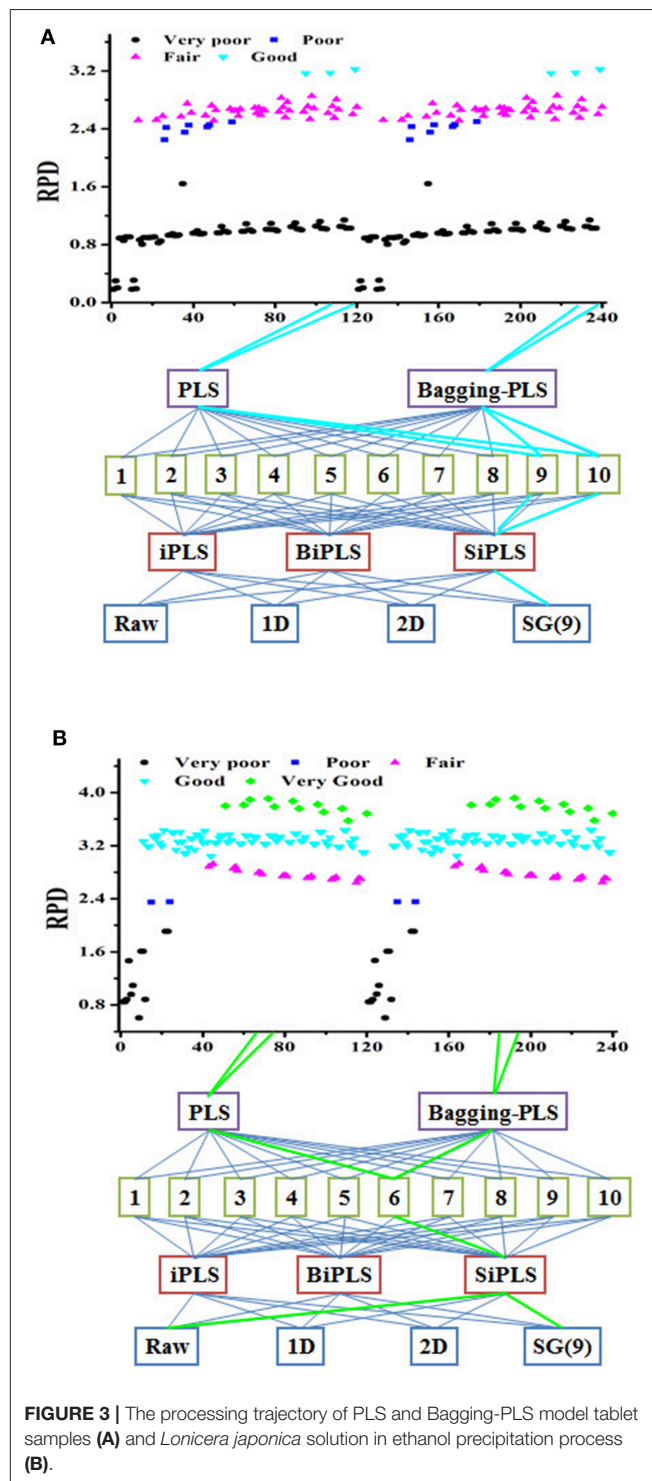 A
Very poor Poor
Fair Good
3.2
2.4
1.6
0.8
0.0
RPD
0 40 80 120 160 200 240
PLS Bagging-PLS
1 2 3 4 5 6 7 8 9 10
iPLS BiPLS SiPLS
Raw 1D 2D SG(9)
B
Very poor Poor Fair
Good Very Good
4.0
3.2
2.4
1.6
0.8
RPD
0 40 80 120 160 200 240
PLS Bagging-PLS
1 2 3 4 5 6 7 8 9 10
iPLS BiPLS SiPLS
Raw 1D 2D SG(9)
FIGURE 3 | The processing trajectory of PLS and Bagging-PLS model tablet
samples (A) and Lonicera japonica solution in ethanol precipitation process
(B).